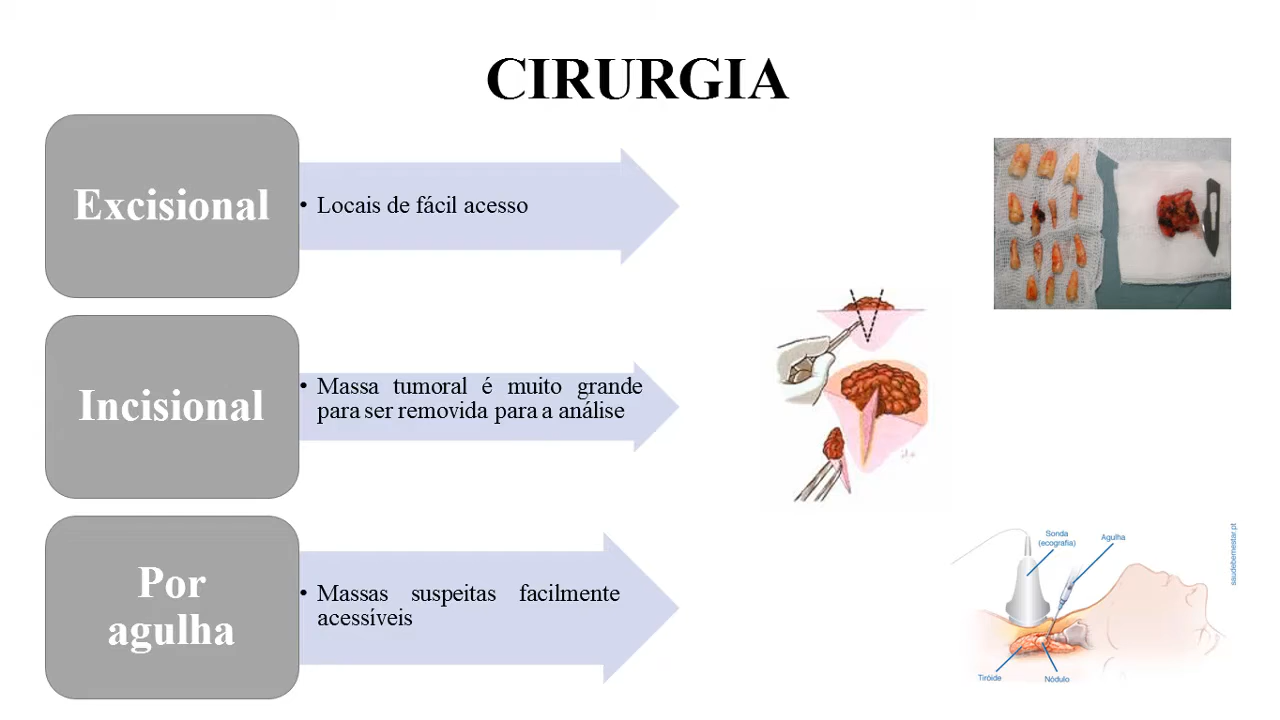 CIRURGIA
Excisional
• Locais de fácil acesso
Incisional
• Massa tumoral é muito grande
para ser removida para a análise
Por
agulha
• Massas suspeitas facilmente
acessíveis
Sonda
(ecografia)
Agulha
Tiróide
Nódulo
saudebemestar.pt